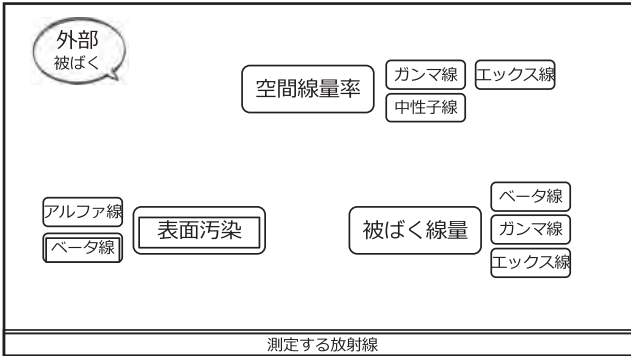 外部
被ばく
空間線量率
ガンマ線
エックス線
中性子線
アルファ線
ベータ線
表面汚染
被ばく線量
ベータ線
ガンマ線
エックス線
測定する放射線